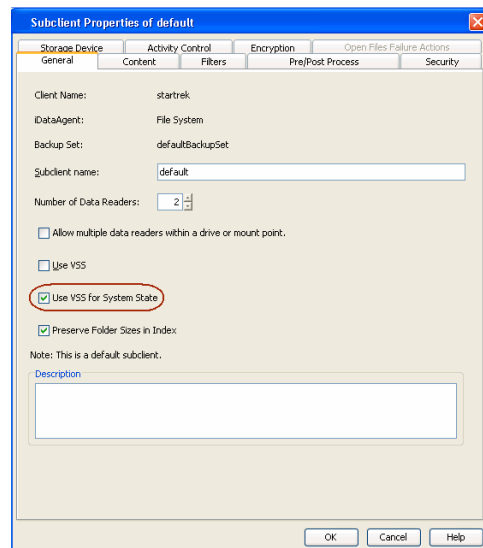 Subclient Properties of default
Storage Device Activity Control Encryption Open Files Failure Actions
General Content Filters Pre/Post Process Security
Client Name: startrek
iDataAgent: File System
Backup Set: defaultBackupSet
Subclient name: default
Number of Data Readers: 2
Allow multiple data readers within a drive or mount point.
Use VSS
Use VSS for System State
Preserve Folder Sizes in Index
Note: This is a default subclient.
Description
OK Cancel Help